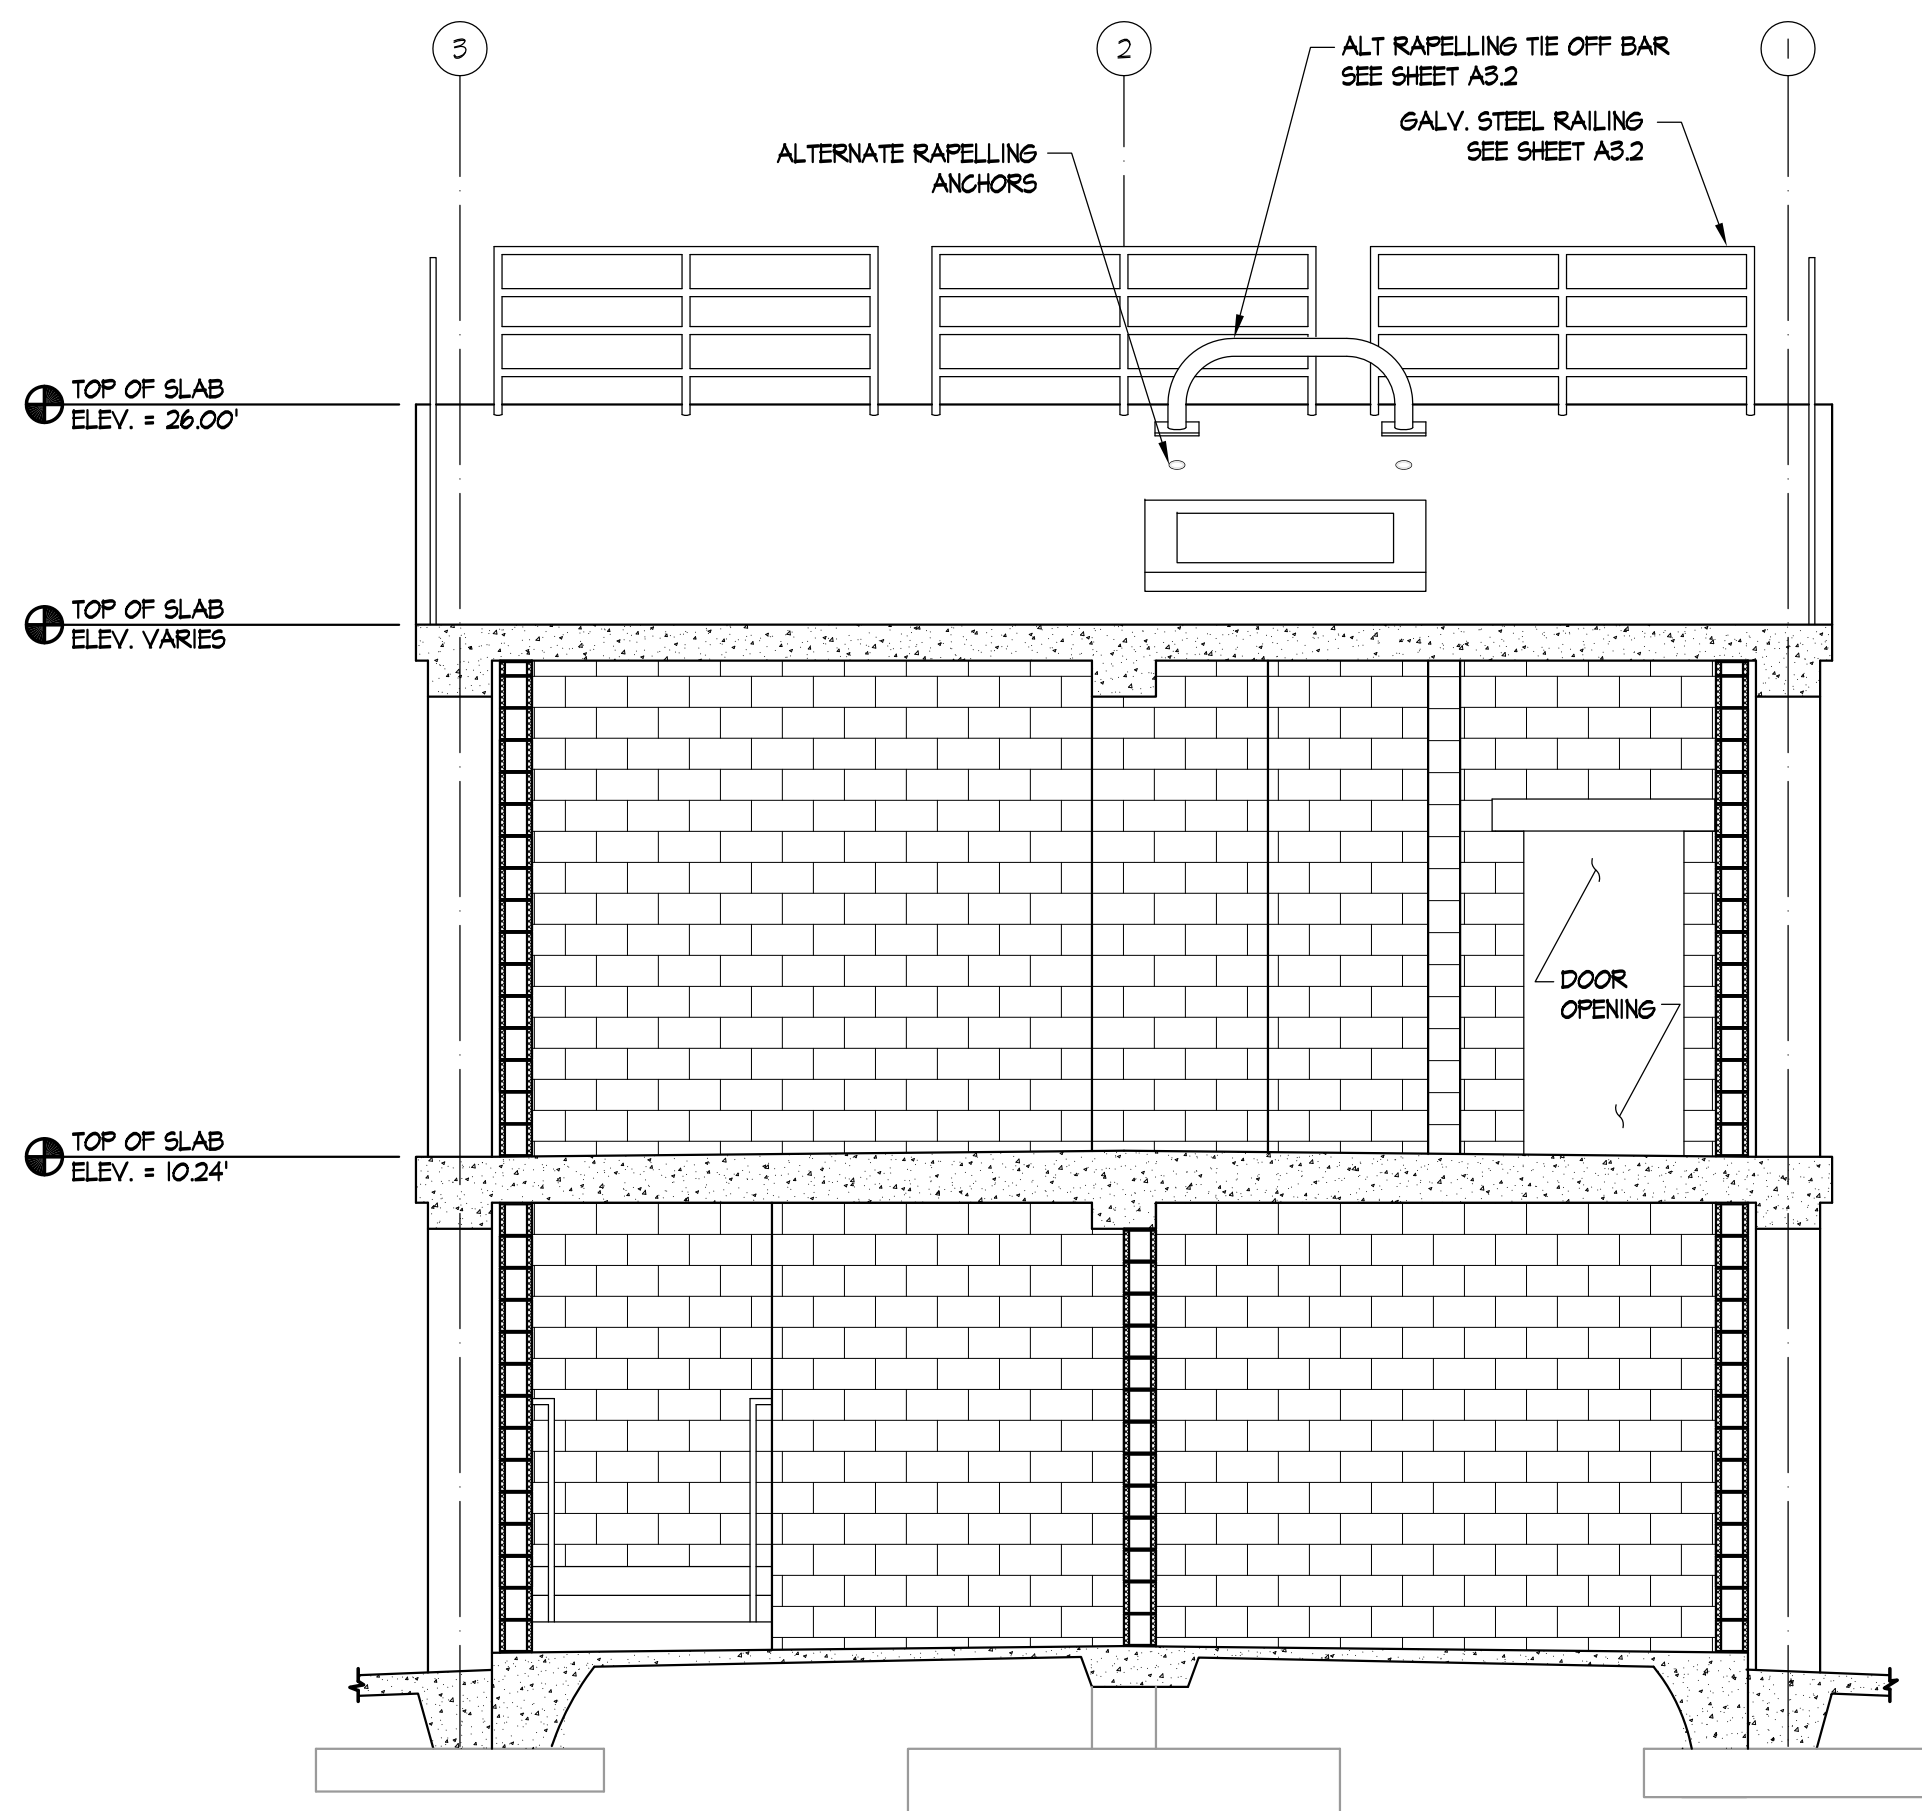 3
2
1
ALT RAPELLING TIE OFF BAR
SEE SHEET A3.2
GALV. STEEL RAILING
SEE SHEET A3.2
ALTERNATE RAPELLING
ANCHORS
TOP OF SLAB
ELEV. = 26.00'
TOP OF SLAB
ELEV. VARIES
DOOR
OPENING
TOP OF SLAB
ELEV. = 10.24'